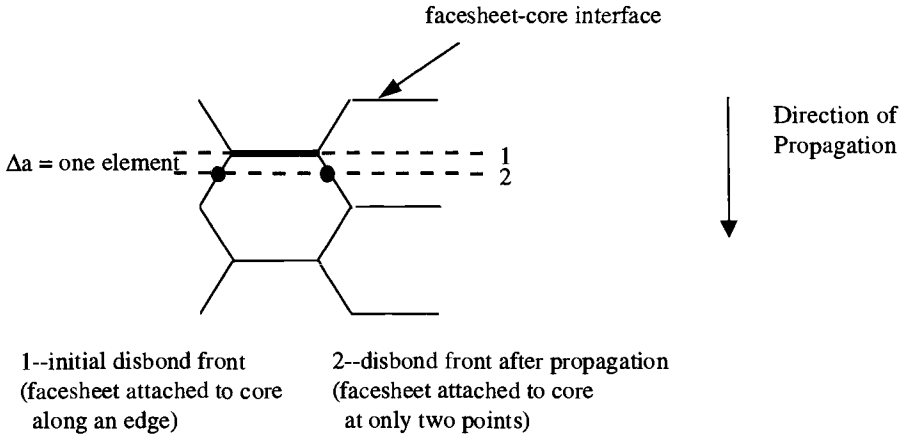 facesheet-core interface
Direction of
Propagation
Δa = one element
1
2
1--initial disbond front
(facesheet attached to core
along an edge)
2--disbond front after propagation
(facesheet attached to core
at only two points)